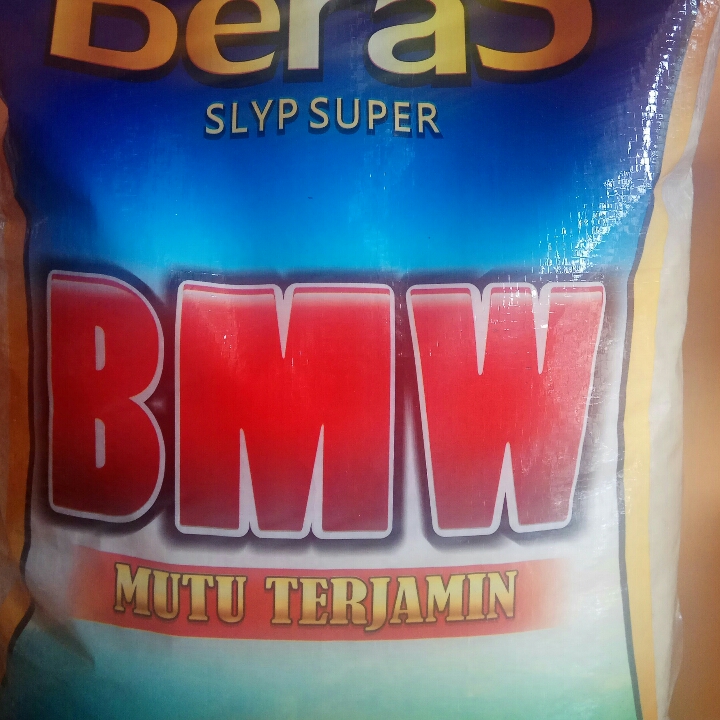 Beras
SLYP SUPER
BMW
MUTU TERJAMIN